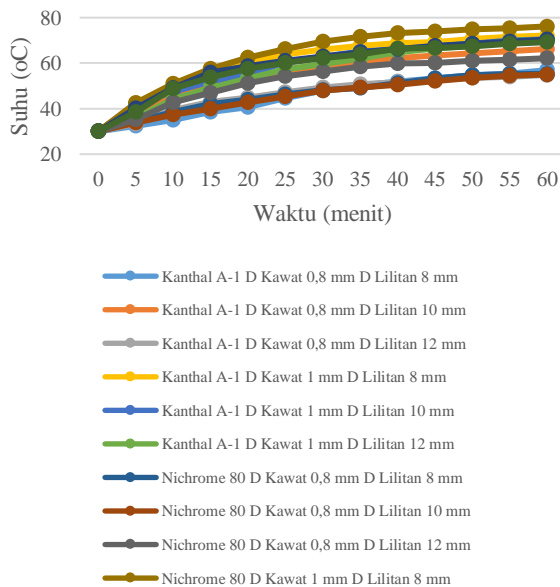 80
60
40
20
Suhu (oC)
0 5 10 15 20 25 30 35 40 45 50 55 60
Waktu (menit)
Kanthal A-1 D Kawat 0,8 mm D Lilitan 8 mm
Kanthal A-1 D Kawat 0,8 mm D Lilitan 10 mm
Kanthal A-1 D Kawat 0,8 mm D Lilitan 12 mm
Kanthal A-1 D Kawat 1 mm D Lilitan 8 mm
Kanthal A-1 D Kawat 1 mm D Lilitan 10 mm
Kanthal A-1 D Kawat 1 mm D Lilitan 12 mm
Nichrome 80 D Kawat 0,8 mm D Lilitan 8 mm
Nichrome 80 D Kawat 0,8 mm D Lilitan 10 mm
Nichrome 80 D Kawat 0,8 mm D Lilitan 12 mm
Nichrome 80 D Kawat 1 mm D Lilitan 8 mm